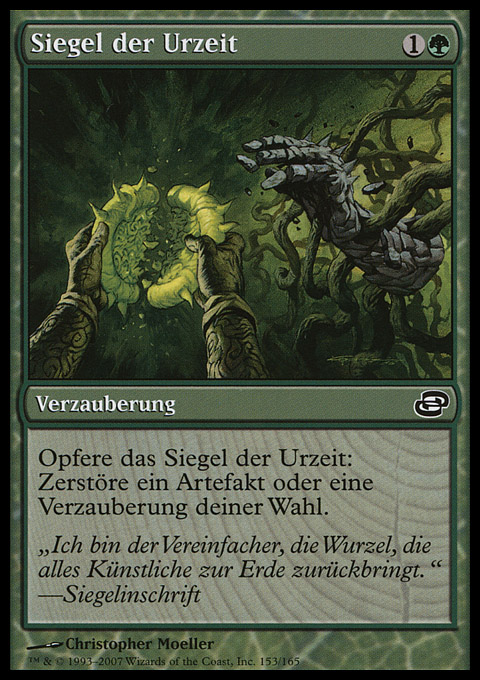 Siegel der Urzeit 1
Verzauberung
Opfere das Siegel der Urzeit:
Zerstöre ein Artefakt oder eine
Verzauberung deiner Wahl.
„Ich bin der Vereinfacher, die Wurzel, die
alles Künstliche zur Erde zurückbringt.“
—Siegelinschrift
Christopher Moeller
™ & © 1993–2007 Wizards of the Coast, Inc. 153/165